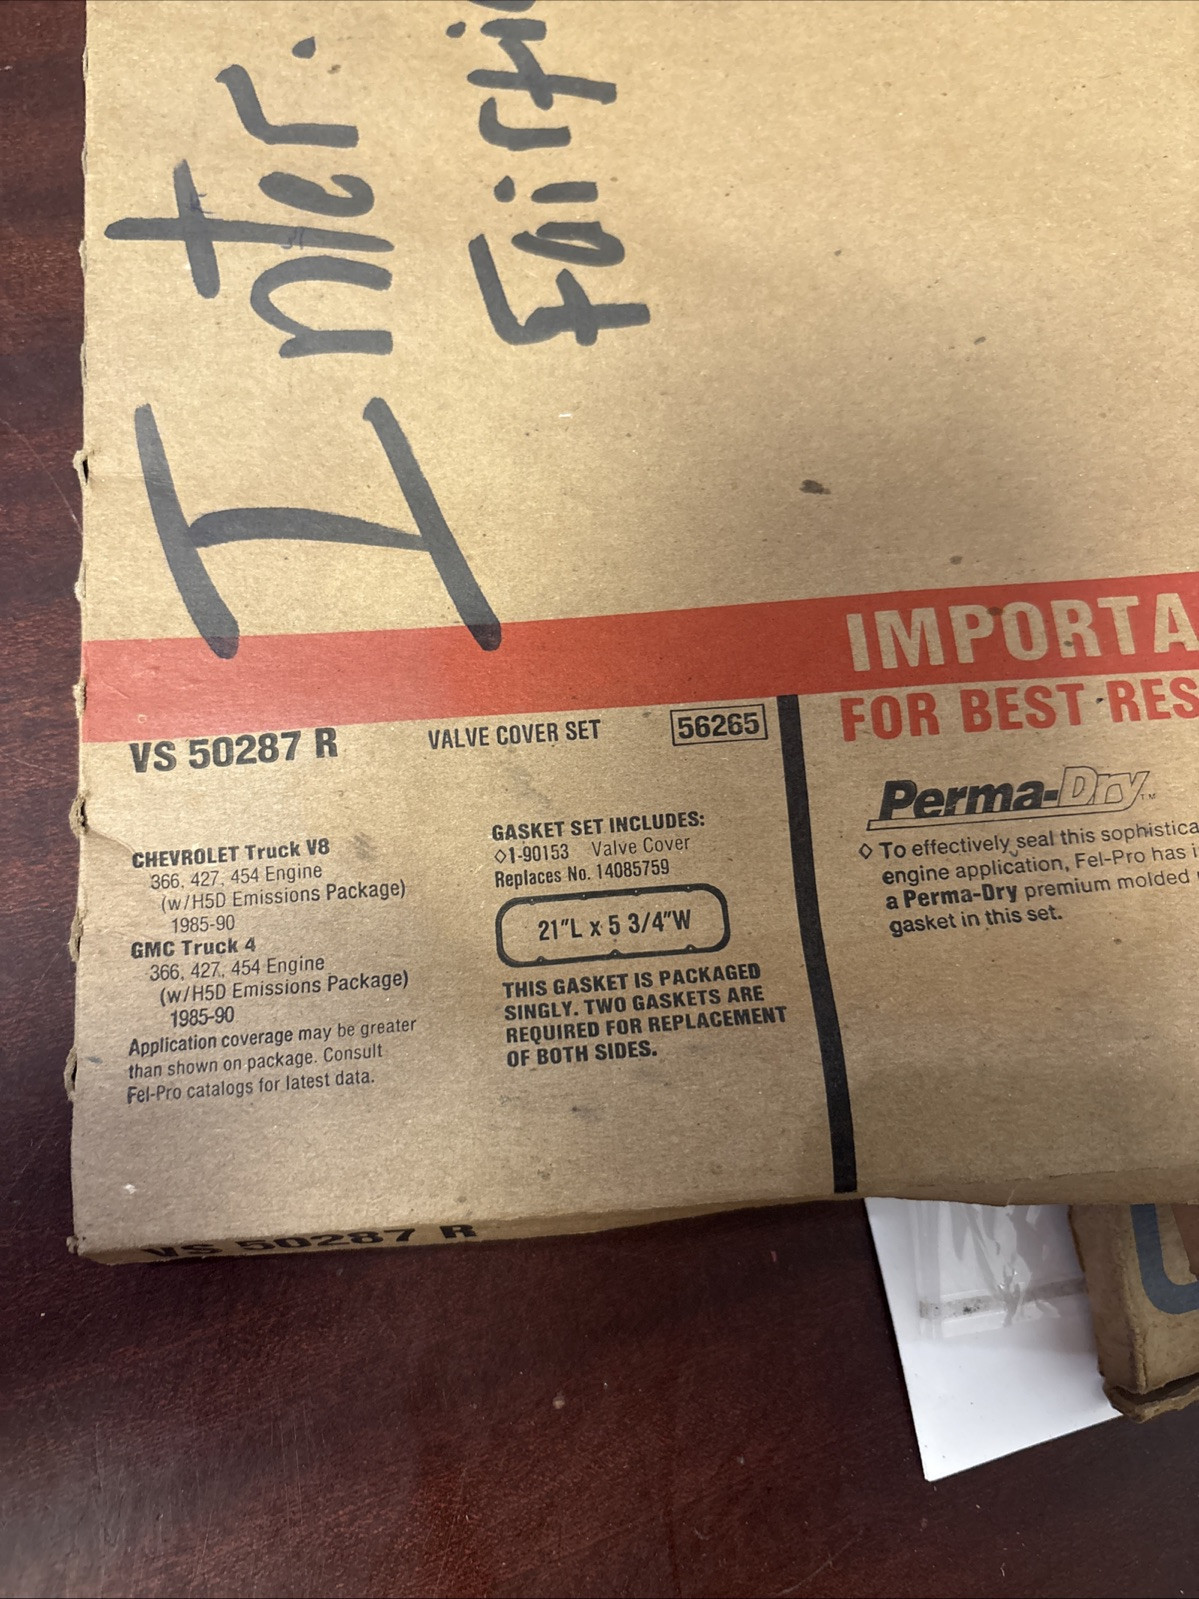 Inter.
IMPORTA
FOR BEST RES
VS 50287 R
VALVE COVER SET
56265
CHEVROLET Truck V8
366, 427, 454 Engine
(w/H5D Emissions Package)
1985-90
GMC Truck 4
366, 427, 454 Engine
(w/H5D Emissions Package)
1985-90
Application coverage may be greater
than shown on package. Consult
Fel-Pro catalogs for latest data.
GASKET SET INCLUDES:
◇1-90153 Valve Cover
Replaces No. 14085759
21"L x 5 3/4"W
THIS GASKET IS PACKAGED
SINGLY. TWO GASKETS ARE
REQUIRED FOR REPLACEMENT
OF BOTH SIDES.
Perma-Dry™
◇ To effectively seal this sophistica
engine application, Fel-Pro has i
a Perma-Dry premium molded
gasket in this set.
VS 50287 R